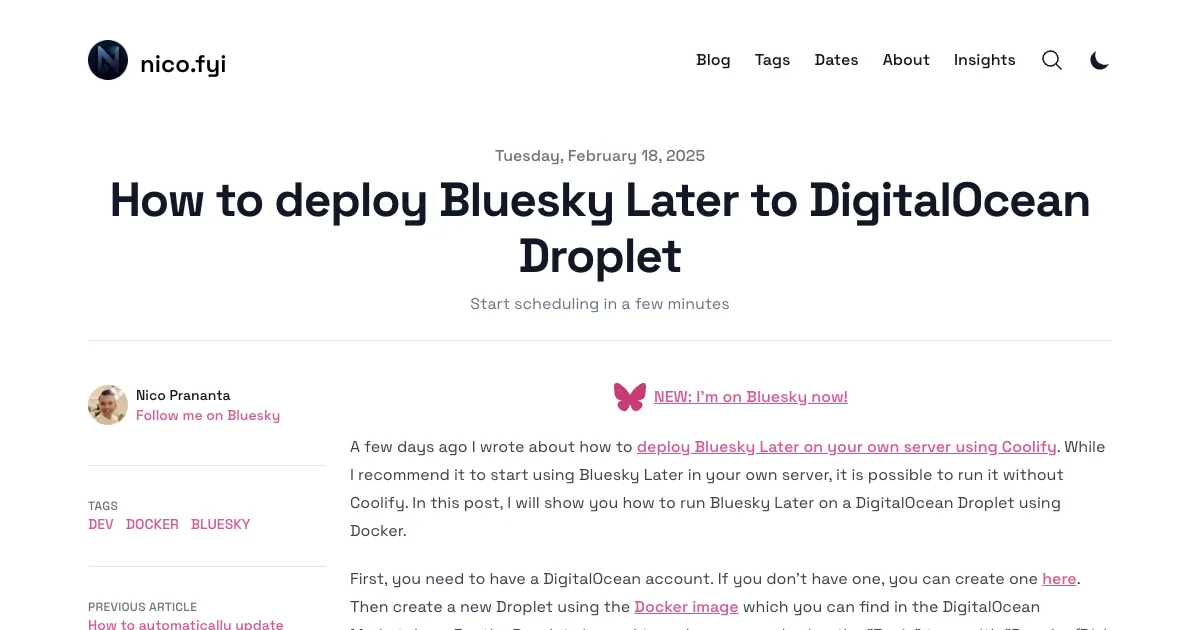 nico.fyi
Blog Tags Dates About Insights
Tuesday, February 18, 2025
How to deploy Bluesky Later to DigitalOcean
Droplet
Start scheduling in a few minutes
Nico Prananta
Follow me on Bluesky
TAGS
DEV DOCKER BLUESKY
PREVIOUS ARTICLE
How to automatically update
NEW: I'm on Bluesky now!
A few days ago I wrote about how to deploy Bluesky Later on your own server using Coolify. While
I recommend it to start using Bluesky Later in your own server, it is possible to run it without
Coolify. In this post, I will show you how to run Bluesky Later on a DigitalOcean Droplet using
Docker.
First, you need to have a DigitalOcean account. If you don't have one, you can create one here.
Then create a new Droplet using the Docker image which you can find in the DigitalOcean